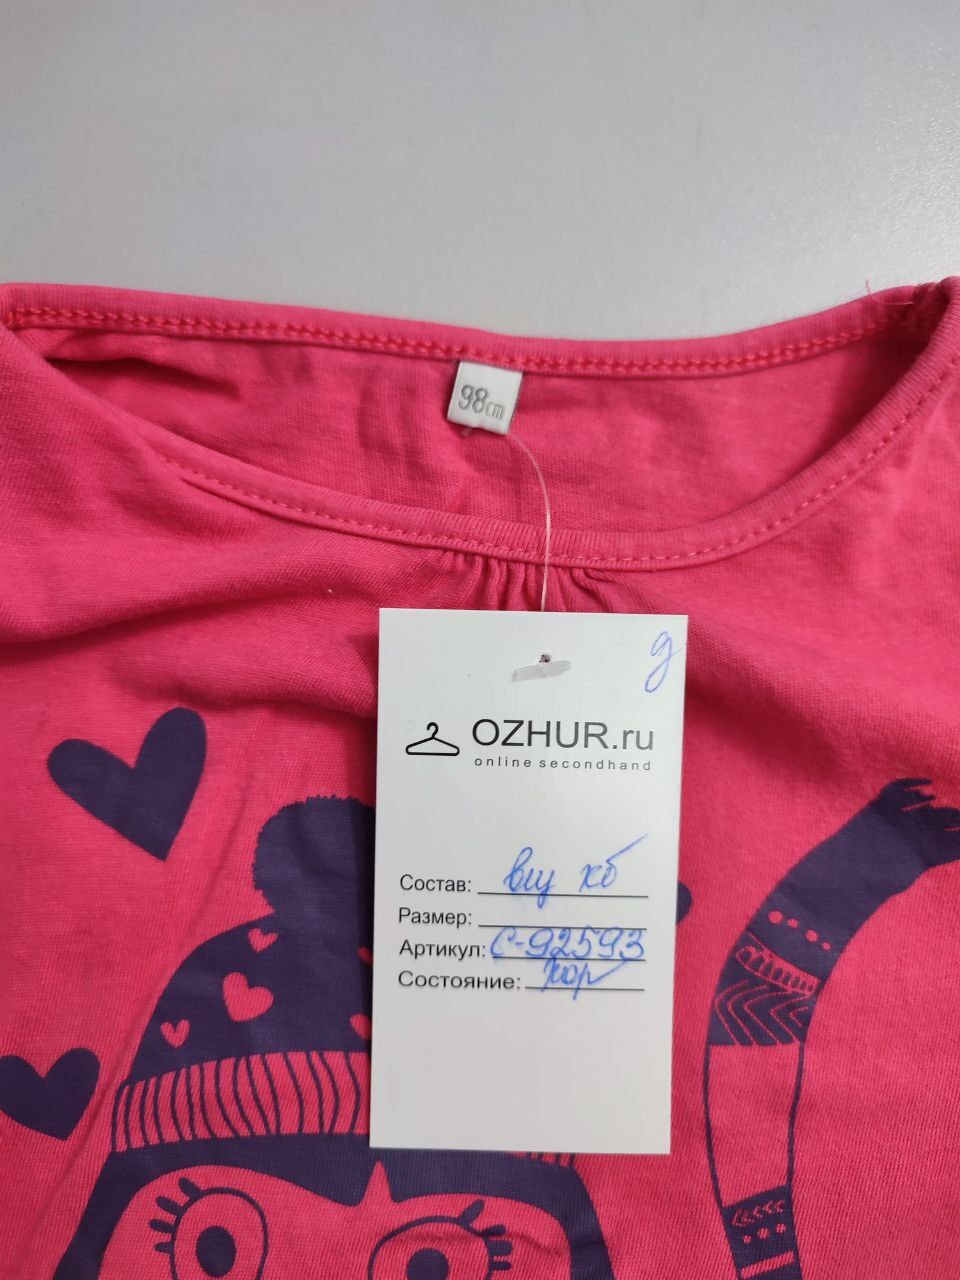 98cm
g
OZHUR.ru
online secondhand
Состав: виц хб
Размер:
Артикул: С-92593
Состояние: хор